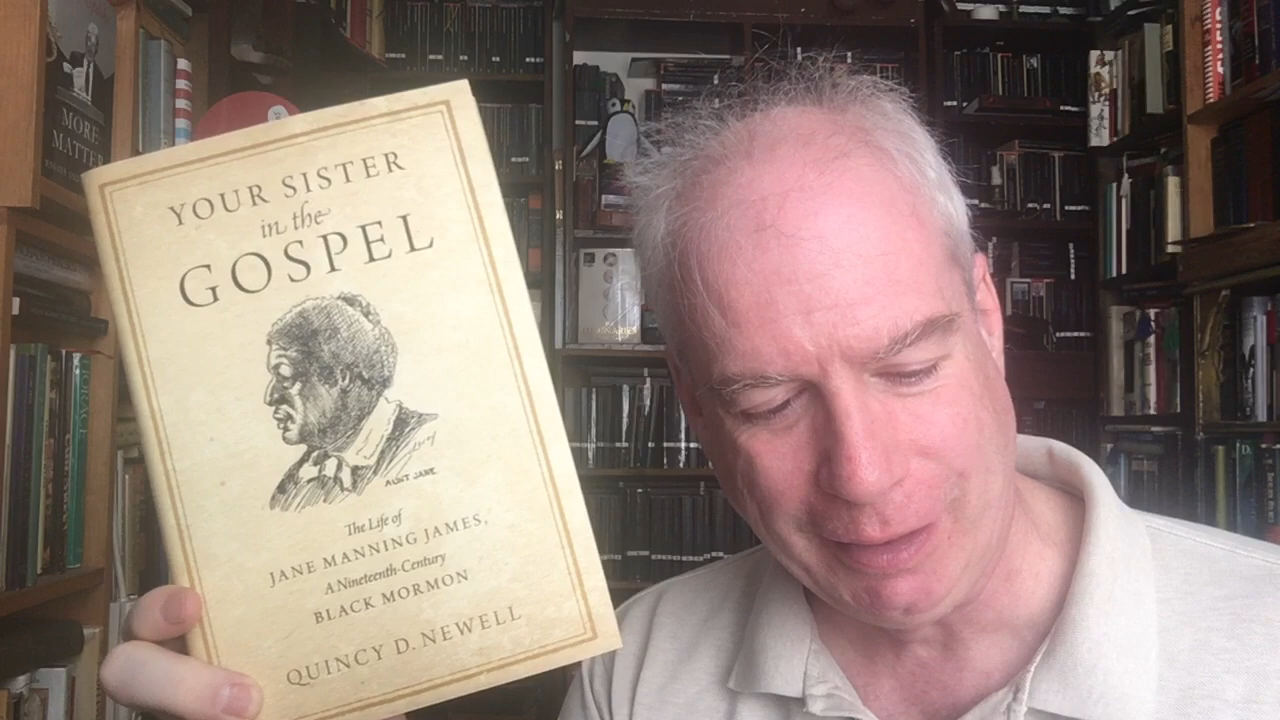 YOUR SISTER
in the
GOSPEL
AUNT JANE
The Life of
JANE MANNING JAMES,
A Nineteenth-Century
BLACK MORMON
QUINCY D. NEWELL
MORE
MATTER
HORACE